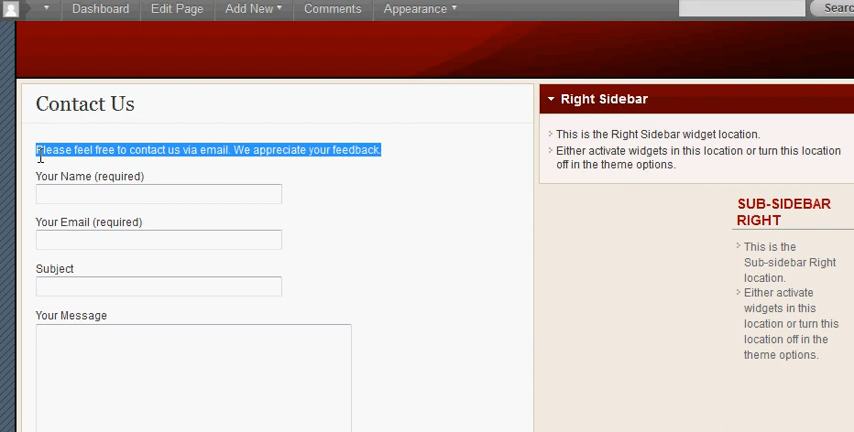 Dashboard Edit Page Add New Comments Appearance
Contact Us
Please feel free to contact us via email. We appreciate your feedback.
Your Name (required)
Your Email (required)
Subject
Your Message
Right Sidebar
This is the Right Sidebar widget location.
Either activate widgets in this location or turn this location
off in the theme options.
SUB-SIDEBAR
RIGHT
This is the
Sub-sidebar Right
location.
Either activate
widgets in this
location or turn this
location off in the
theme options.